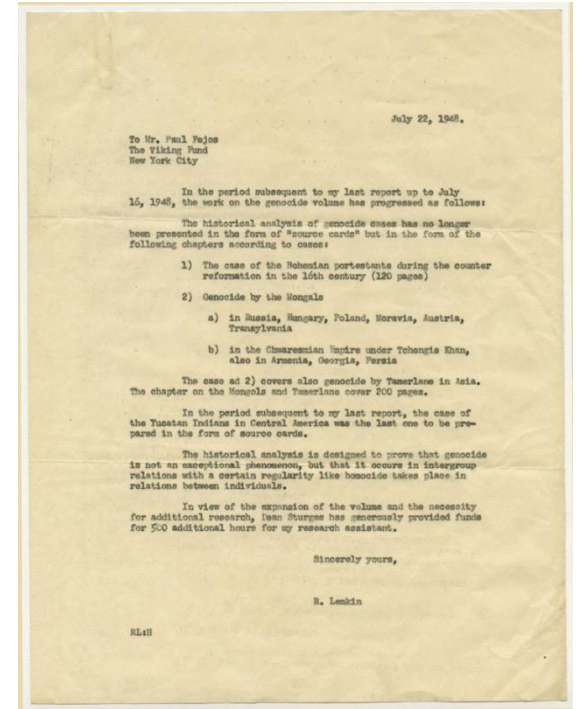 July 22, 1948.
To Mr. Paul Fejos
The Viking Fund
New York City
In the period subsequent to my last report up to July
16, 1948, the work on the genocide volume has progressed as follows:
The historical analysis of genocide cases has no longer
been presented in the form of "source cards" but in the form of the
following chapters according to cases:
1) The case of the Bohemian portestants during the counter
reformation in the 16th century (120 pages)
2) Genocide by the Mongals
a) in Russia, Hungary, Poland, Moravia, Austria,
Transylvania
b) in the Chwaresmian Empire under Tchengis Khan,
also in Armenia, Georgia, Persia
The case ad 2) covers also genocide by Tamerlane in Asia.
The chapter on the Mongols and Tamerlane cover 200 pages.
In the period subsequent to my last report, the case of
the Yucatan Indians in Central America was the last one to be pre-
pared in the form of source cards.
The historical analysis is designed to prove that genocide
is not an exceptional phenomenon, but that it occurs in intergroup
relations with a certain regularity like homocide takes place in
relations between individuals.
In view of the expansion of the volume and the necessity
for additional research, Dean Sturges has generously provided funds
for 500 additional hours for my research assistant.
Sincerely yours,
R. Lemkin
RL:H